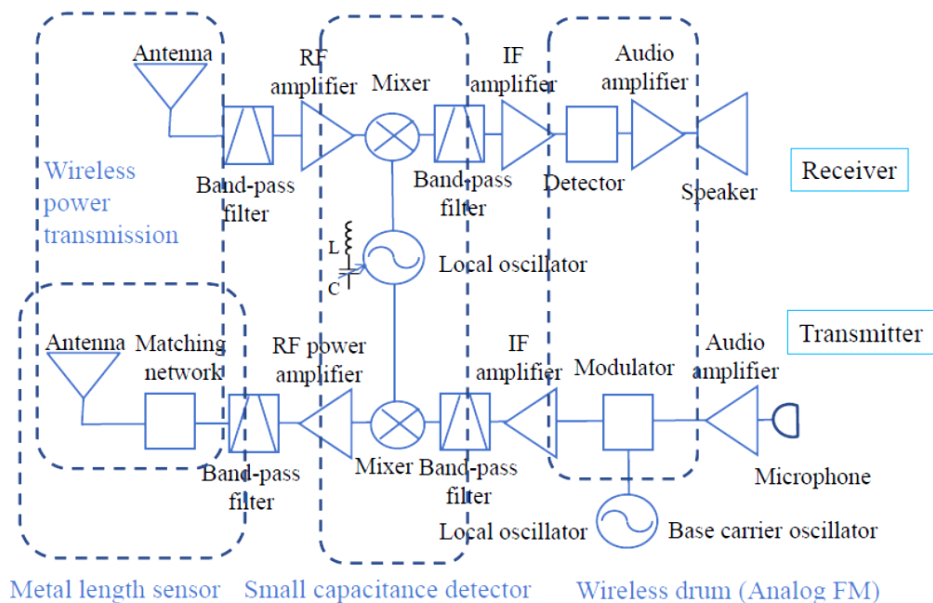 Antenna
RF
amplifier
Mixer
IF
amplifier
Audio
amplifier
Band-pass
filter
Band-pass
filter
Detector
Speaker
Receiver
Wireless
power
transmission
L
C
Local oscillator
Antenna
Matching
network
RF power
amplifier
IF
amplifier
Modulator
Audio
amplifier
Transmitter
Band-pass
filter
Mixer
Band-pass
filter
Microphone
Local oscillator
Base carrier oscillator
Metal length sensor
Small capacitance detector
Wireless drum (Analog FM)